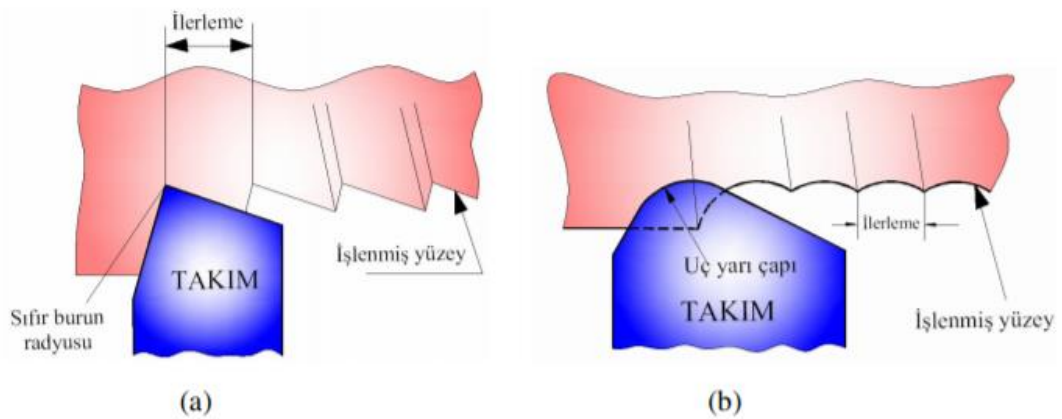 İlerleme
TAKIM
Sıfır burun
radyusu
İşlenmiş yüzey
(a)
İlerleme
Uç yarı çapı
TAKIM
İşlenmiş yüzey
(b)